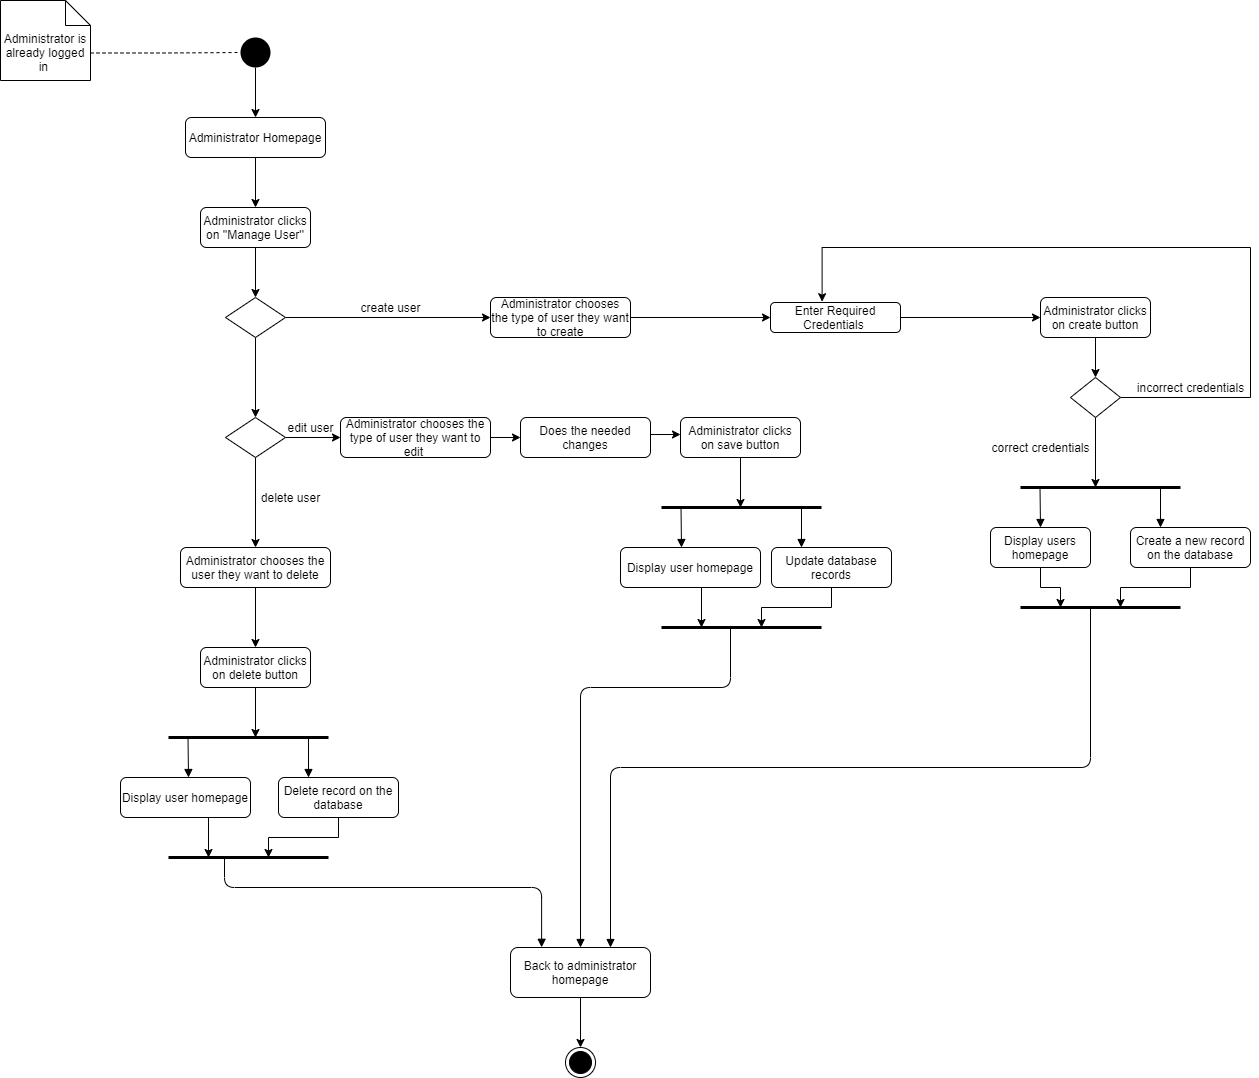 Administrator is
already logged
in
Administrator Homepage
Administrator clicks
on "Manage User"
create user
Administrator chooses
the type of user they want
to create
Enter Required
Credentials
Administrator clicks
on create button
incorrect credentials
correct credentials
edit user
Administrator chooses the
type of user they want to
edit
Does the needed
changes
Administrator clicks
on save button
delete user
Display users
homepage
Create a new record
on the database
Administrator chooses the
user they want to delete
Display user homepage
Update database
records
Administrator clicks
on delete button
Display user homepage
Delete record on the
database
Back to administrator
homepage